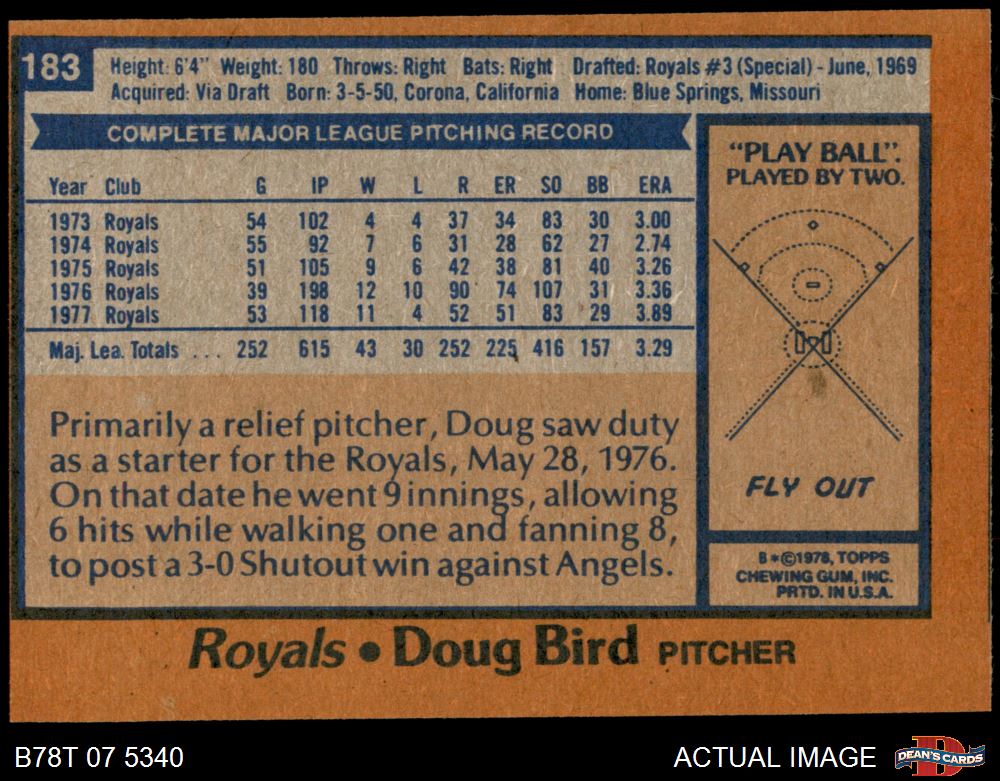 183
Height: 6'4" Weight: 180 Throws: Right Bats: Right Drafted: Royals #3 (Special) - June, 1969
Acquired: Via Draft Born: 3-5-50, Corona, California Home: Blue Springs, Missouri
COMPLETE MAJOR LEAGUE PITCHING RECORD
Year Club G IP W L R ER SO BB ERA
1973 Royals 54 102 4 4 37 34 83 30 3.00
1974 Royals 55 92 7 6 31 28 62 27 2.74
1975 Royals 51 105 9 6 42 38 81 40 3.26
1976 Royals 39 198 12 10 90 74 107 31 3.36
1977 Royals 53 118 11 4 52 51 83 29 3.89
Maj. Lea. Totals ... 252 615 43 30 252 225 416 157 3.29
Primarily a relief pitcher, Doug saw duty
as a starter for the Royals, May 28, 1976.
On that date he went 9 innings, allowing
6 hits while walking one and fanning 8,
to post a 3-0 Shutout win against Angels.
"PLAY BALL".
PLAYED BY TWO.
FLY OUT
B*©1978, TOPPS
CHEWING GUM, INC.
PRTD. IN U.S.A.
Royals • Doug Bird PITCHER
B78T 07 5340
ACTUAL IMAGE
D
DEAN'S CARDS